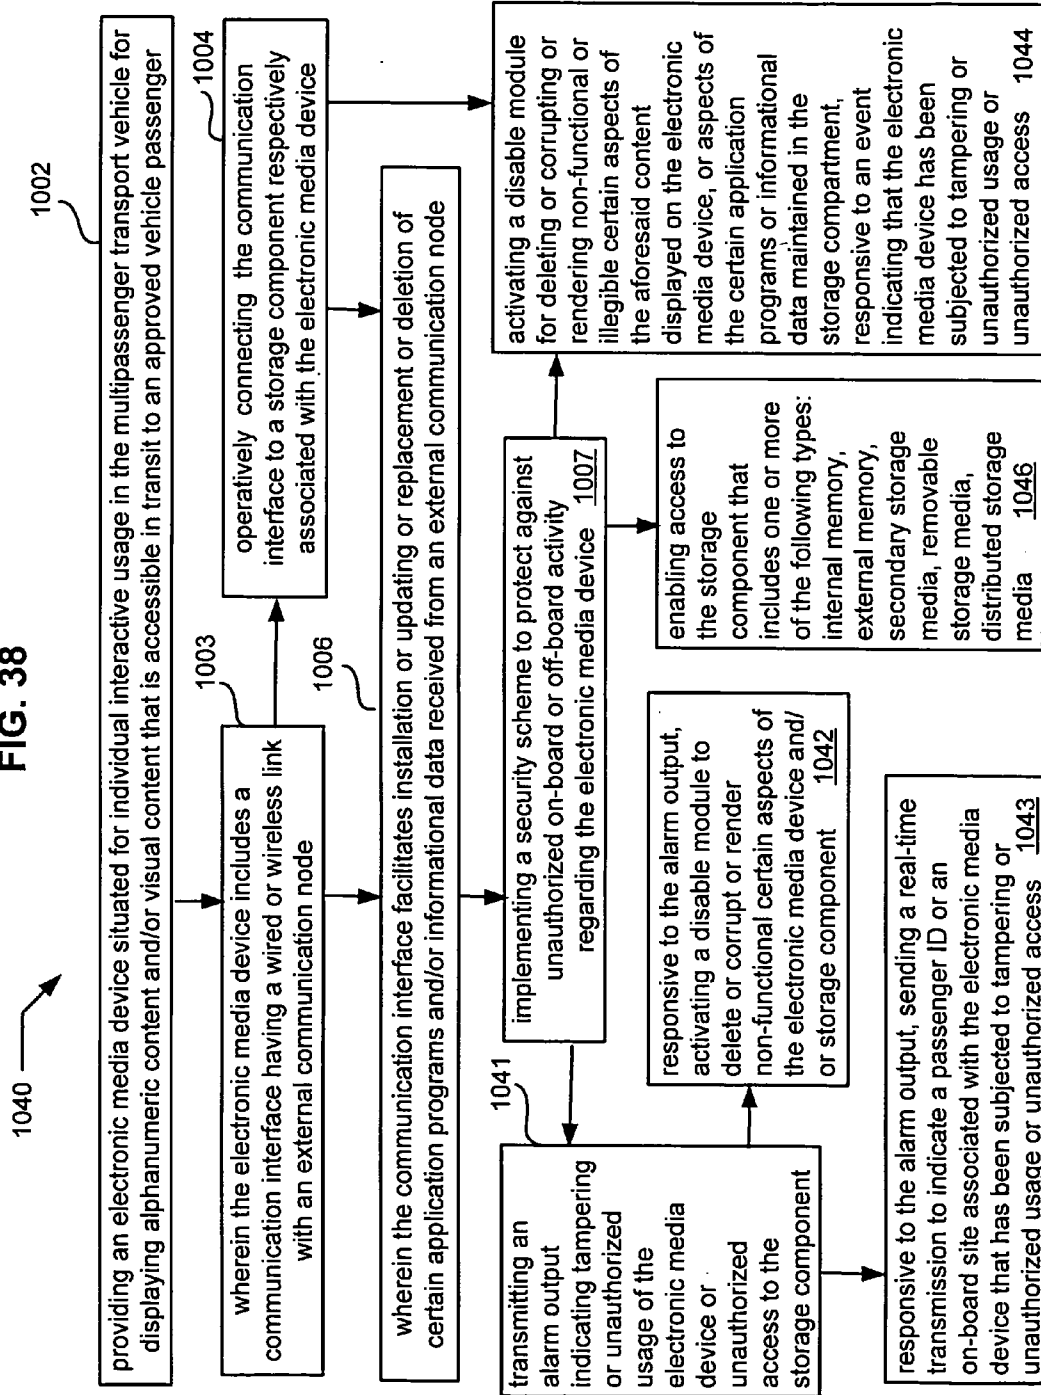 FIG. 38
1040
1002
providing an electronic media device situated for individual interactive usage in the multipassenger transport vehicle for
displaying alphanumeric content and/or visual content that is accessible in transit to an approved vehicle passenger
1003
wherein the electronic media device includes a
communication interface having a wired or wireless link
with an external communication node
1004
operatively connecting the communication
interface to a storage component respectively
associated with the electronic media device
1006
wherein the communication interface facilitates installation or updating or replacement or deletion of
certain application programs and/or informational data received from an external communication node
implementing a security scheme to protect against
unauthorized on-board or off-board activity
regarding the electronic media device 1007
1041
transmitting an
alarm output
indicating tampering
or unauthorized
usage of the
electronic media
device or
unauthorized
access to the
storage component
responsive to the alarm output,
activating a disable module to
delete or corrupt or render
non-functional certain aspects of
the electronic media device and/
or storage component 1042
responsive to the alarm output, sending a real-time
transmission to indicate a passenger ID or an
on-board site associated with the electronic media
device that has been subjected to tampering or
unauthorized usage or unauthorized access 1043
enabling access to
the storage
component that
includes one or more
of the following types:
internal memory,
external memory,
secondary storage
media, removable
storage media,
distributed storage
media 1046
activating a disable module
for deleting or corrupting or
rendering non-functional or
illegible certain aspects of
the aforesaid content
displayed on the electronic
media device, or aspects of
the certain application
programs or informational
data maintained in the
storage compartment,
responsive to an event
indicating that the electronic
media device has been
subjected to tampering or
unauthorized usage or
unauthorized access 1044